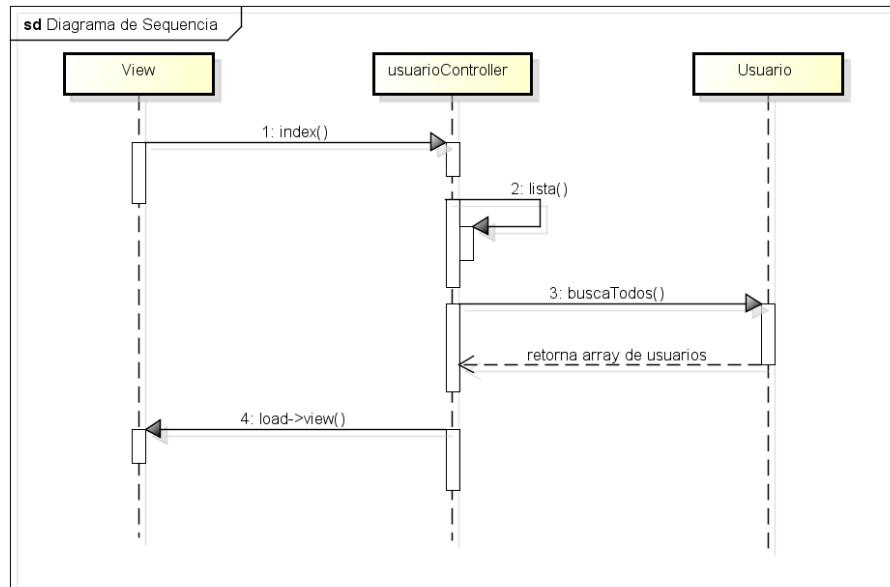 sd Diagrama de Sequencia
View
usuarioController
Usuario
1: index()
2: lista()
3: buscaTodos()
retorna array de usuarios
4: load->view()